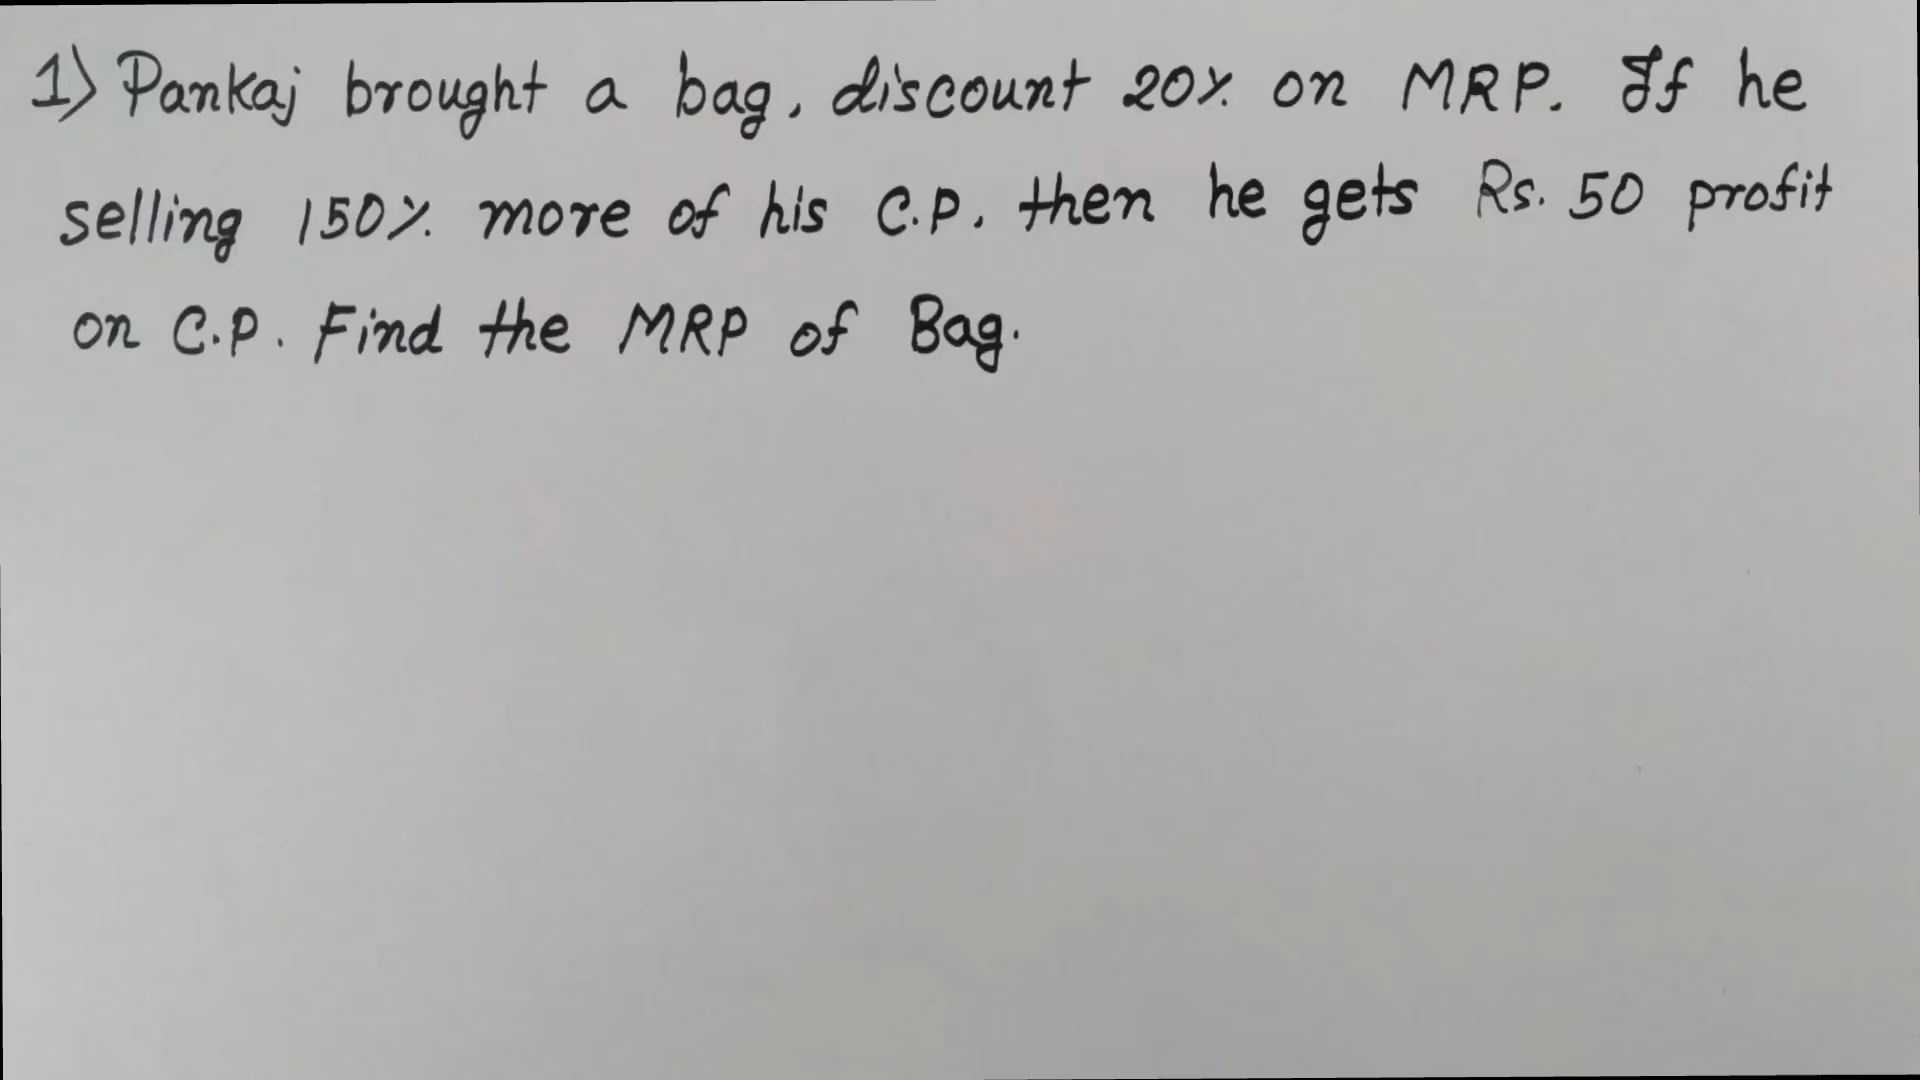 1) Pankaj brought a bag, discount 20% on MRP. If he
selling 150% more of his C.P. then he gets Rs. 50 profit
on C.P. Find the MRP of Bag.